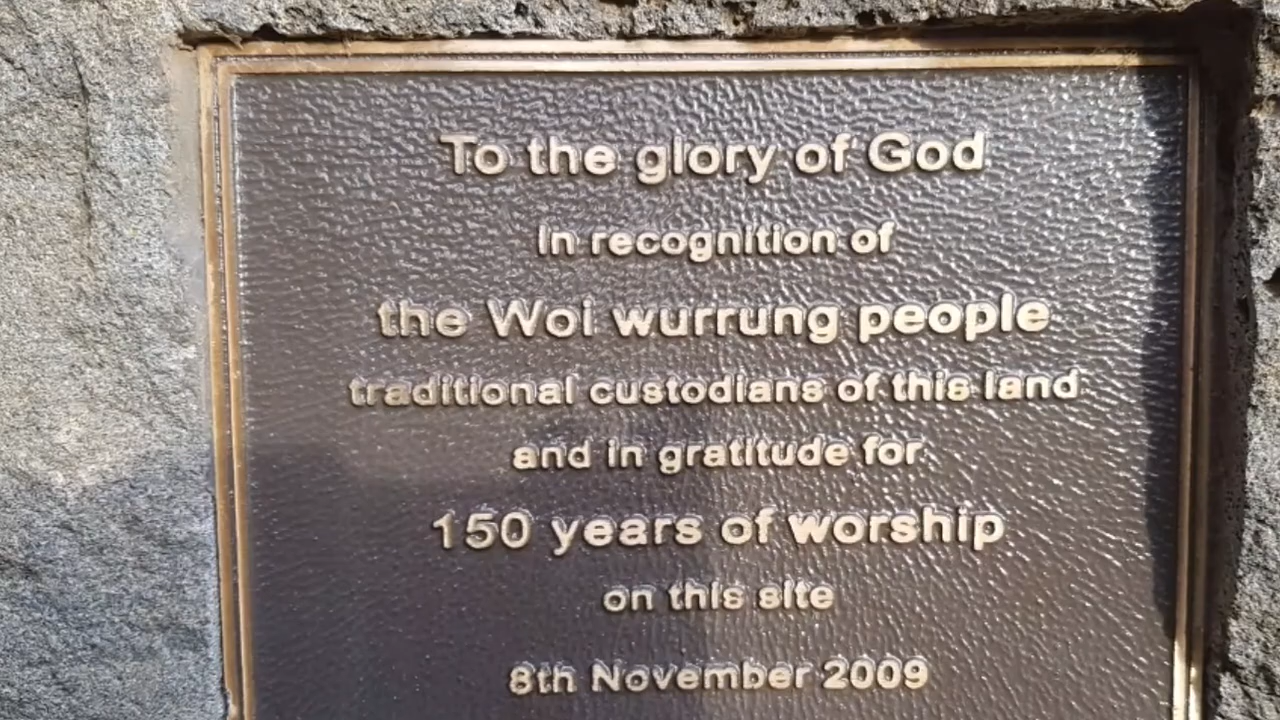 To the glory of God
In recognition of
the Woi wurrung people
traditional custodians of this land
and in gratitude for
150 years of worship
on this site
8th November 2009